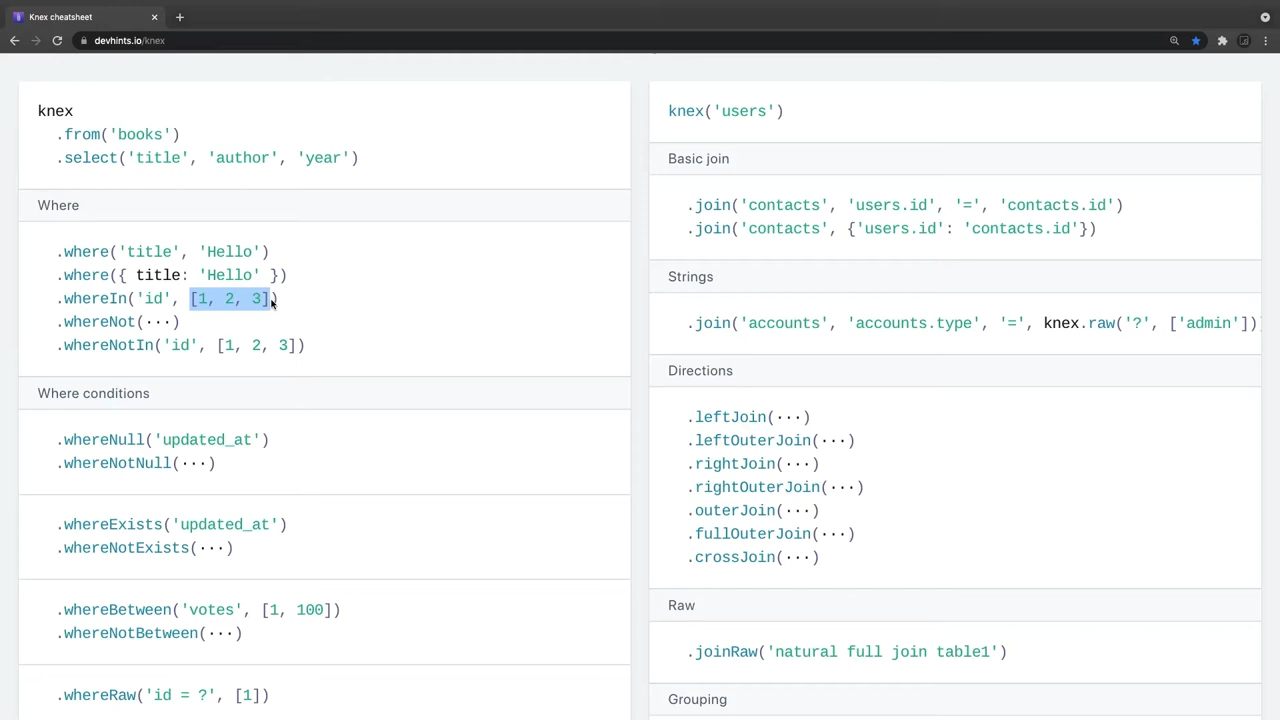 Knex cheatsheet
devhints.io/knex
knex
.from('books')
.select('title', 'author', 'year')
Where
.where('title', 'Hello')
.where({ title: 'Hello' })
.whereIn('id', [1, 2, 3])
.whereNot(···)
.whereNotIn('id', [1, 2, 3])
Where conditions
.whereNull('updated_at')
.whereNotNull(···)
.whereExists('updated_at')
.whereNotExists(···)
.whereBetween('votes', [1, 100])
.whereNotBetween(···)
.whereRaw('id = ?', [1])
knex('users')
Basic join
.join('contacts', 'users.id', '=', 'contacts.id')
.join('contacts', {'users.id': 'contacts.id'})
Strings
.join('accounts', 'accounts.type', '=', knex.raw('?', ['admin'])
Directions
.leftJoin(···)
.leftOuterJoin(···)
.rightJoin(···)
.rightOuterJoin(···)
.outerJoin(···)
.fullOuterJoin(···)
.crossJoin(···)
Raw
.joinRaw('natural full join table1')
Grouping